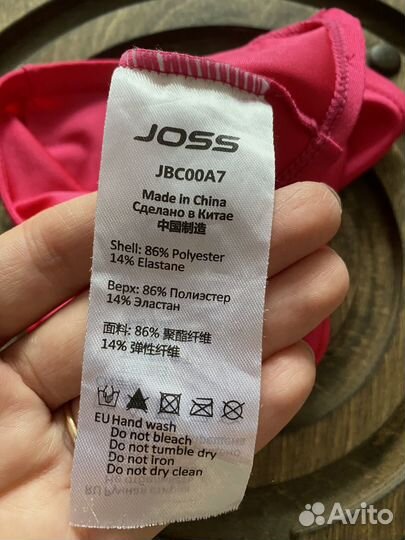 JOSS
JBC00A7
Made in China
Сделано в Китае
中国制造
Shell: 86% Polyester
14% Elastane
Верх: 86% Полиэстер
14% Эластан
面料: 86% 聚酯纤维
14% 弹性纤维
EU Hand wash
Do not bleach
Do not tumble dry
Do not iron
Do not dry clean
Avito